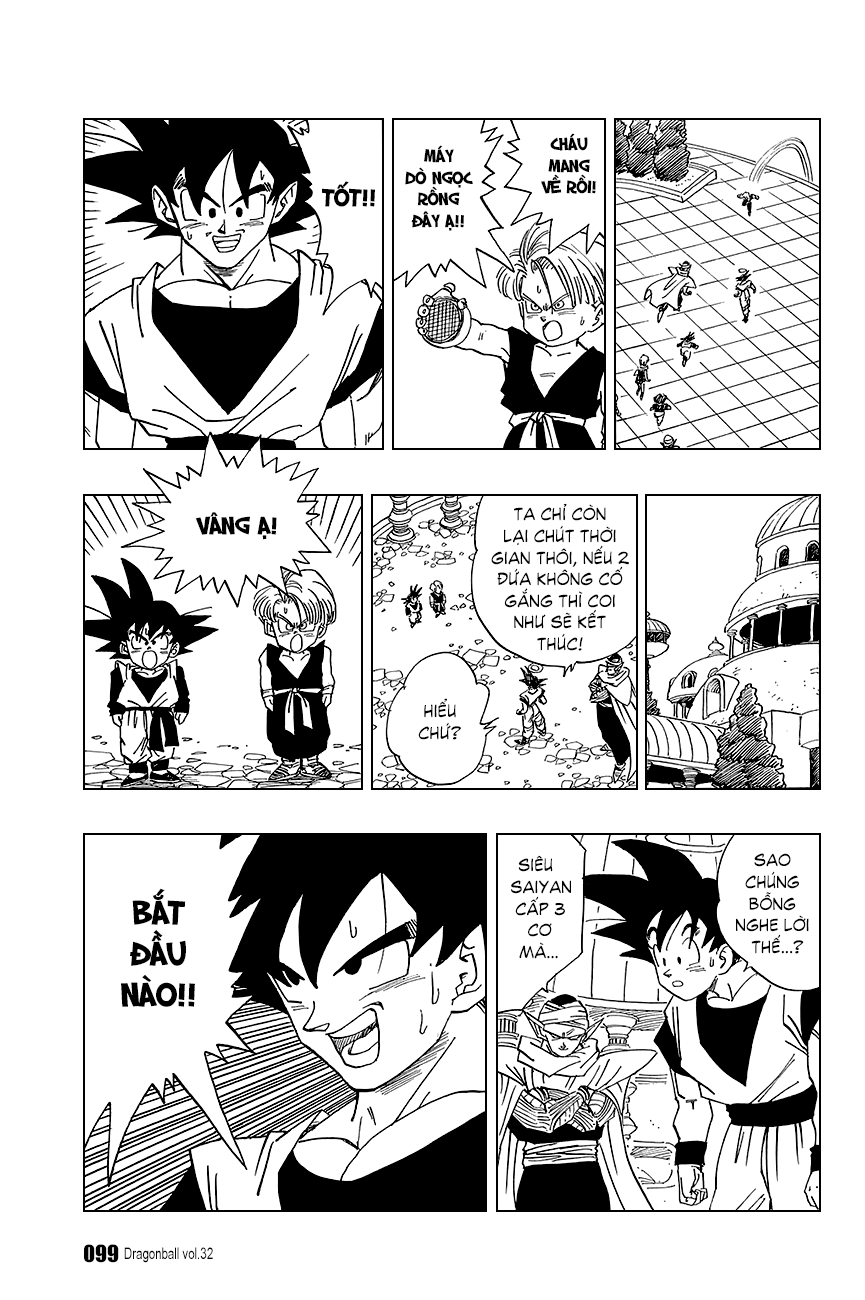 CHÁU
MANG
VỀ RỒI!
MÁY
DÒ NGỌC
RỒNG
ĐÂY Ạ!!
TỐT!!
TA CHỈ CÒN
LẠI CHÚT THỜI
GIAN THÔI, NẾU 2
ĐỨA KHÔNG CỐ
GẮNG THÌ COI
NHƯ SẼ KẾT
THÚC!
HIỂU
CHỨ?
VÂNG Ạ!
SAO
CHÚNG
BỖNG
NGHE LỜI
THẾ...?
SIÊU
SAIYAN
CẤP 3
CƠ
MÀ...
BẮT
ĐẦU
NÀO!!
099 Dragonball vol.32